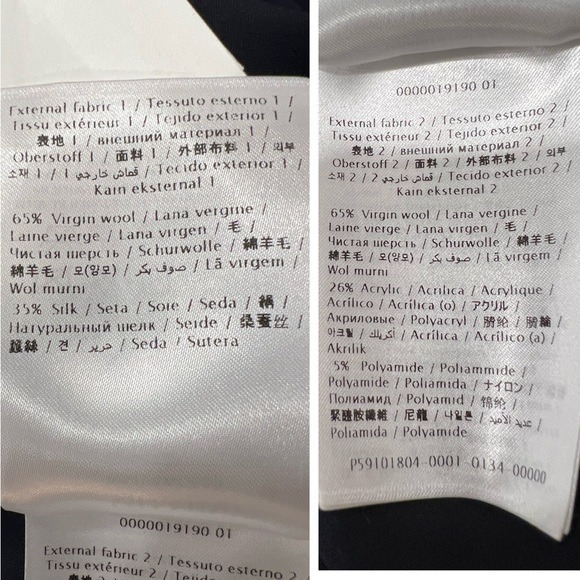 External fabric 1 / Tessuto esterno 1 /
Tissu extérieur 1 / Tejido exterior 1 /
表地 1 / внешний материал 1 /
Oberstoff 1 / 面料 1 / 外部布料 1 / 외부
소재 1 / 1 قماش خارجي / Tecido exterior 1 /
Kain eksternal 1
65% Virgin wool / Lana vergine /
Laine vierge / Lana virgen / 毛 /
Чистая шерсть / Schurwolle / 綿羊毛 /
綿羊毛 / 모(양모) / صوف بكر / Lã virgem /
Wol murni
35% Silk / Seta / Soie / Seda / 絹 /
Натуральный шелк / Seide / 桑蚕丝 /
蠶絲 / 견 / حرير / Seda / Sutera
0000019190 01
External fabric 2 / Tessuto esterno 2 /
Tissu extérieur 2 / Tejido exterior 2 /
表地 2 / внешний материал 2 /
0000019190 01
External fabric 2 / Tessuto esterno 2 /
Tissu extérieur 2 / Tejido exterior 2 /
表地 2 / внешний материал 2 /
Oberstoff 2 / 面料 2 / 外部布料 2 / 외부
소재 2 / 2 قماش خارجي / Tecido exterior 2 /
Kain eksternal 2
65% Virgin wool / Lana vergine /
Laine vierge / Lana virgen / 毛 /
Чистая шерсть / Schurwolle / 綿羊毛 /
綿羊毛 / 모(양모) / صوف بكر / Lã virgem /
Wol murni
26% Acrylic / Acrilica / Acrylique /
Acrílico / Acrílico (o) / アクリル /
Акриловые / Polyacryl / 腈纶 / 腈綸 /
아크릴 / أكريلك / Acrílica / Acrílico (a) /
Akrilik
5% Polyamide / Poliammide /
Polyamide / Poliamida / ナイロン /
Полиамид / Polyamid / 锦纶 /
聚醯胺纖維 / 尼龍 / 나일론 / عديد الأميد /
Poliamida / Polyamide
P59101804 0001 0134 00000